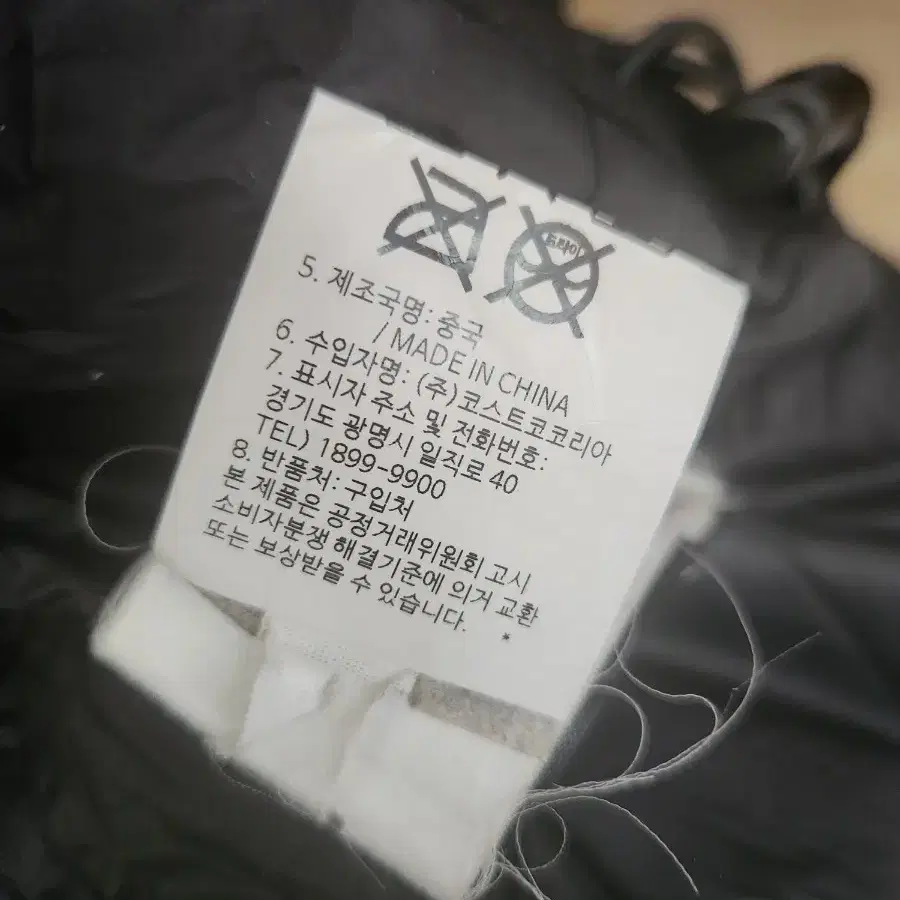 드라이
5. 제조국명: 중국
/ MADE IN CHINA
6. 수입자명: (주)코스트코코리아
7. 표시자 주소 및 전화번호:
경기도 광명시 일직로 40
TEL) 1899-9900
8. 반품처: 구입처
본 제품은 공정거래위원회 고시
소비자분쟁 해결기준에 의거 교환
또는 보상받을 수 있습니다.